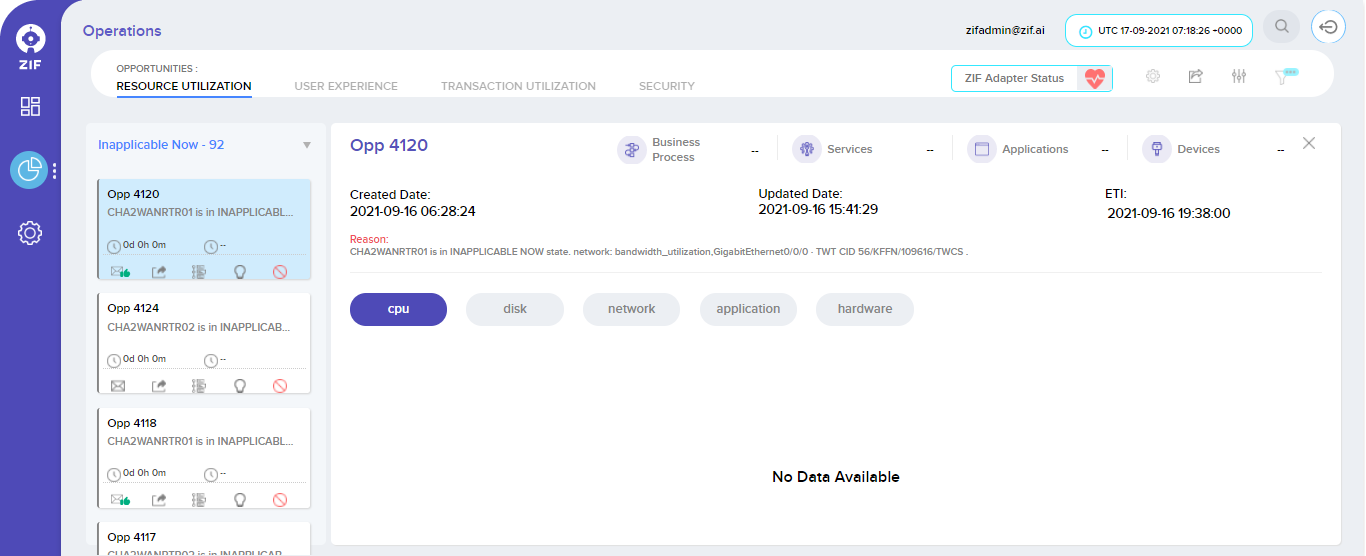 ZIF
Operations
zifadmin@zif.ai
UTC 17-09-2021 07:18:26 +0000
OPPORTUNITIES :
RESOURCE UTILIZATION
USER EXPERIENCE
TRANSACTION UTILIZATION
SECURITY
ZIF Adapter Status
Inapplicable Now - 92
Opp 4120
CHA2WANRTR01 is in INAPPLICABL...
0d 0h 0m
--
Opp 4124
CHA2WANRTR02 is in INAPPLICAB...
0d 0h 0m
--
Opp 4118
CHA2WANRTR01 is in INAPPLICABL...
0d 0h 0m
--
Opp 4117
CHA2WANRTR02 is in INAPPLICAB...
Opp 4120
Business
Process
--
Services
--
Applications
--
Devices
--
Created Date:
2021-09-16 06:28:24
Updated Date:
2021-09-16 15:41:29
ETI:
2021-09-16 19:38:00
Reason:
CHA2WANRTR01 is in INAPPLICABLE NOW state. network: bandwidth_utilization,GigabitEthernet0/0/0 - TWT CID 56/KFFN/109616/TWCS .
cpu
disk
network
application
hardware
No Data Available